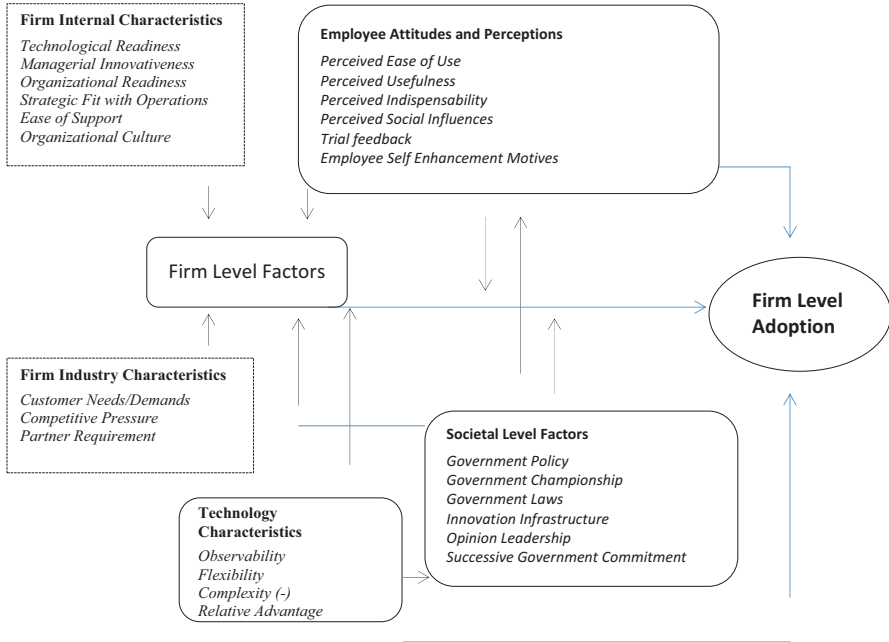 Firm Internal Characteristics
Technological Readiness
Managerial Innovativeness
Organizational Readiness
Strategic Fit with Operations
Ease of Support
Organizational Culture
Employee Attitudes and Perceptions
Perceived Ease of Use
Perceived Usefulness
Perceived Indispensability
Perceived Social Influences
Trial feedback
Employee Self Enhancement Motives
Firm Level Factors
Firm Level
Adoption
Firm Industry Characteristics
Customer Needs/Demands
Competitive Pressure
Partner Requirement
Societal Level Factors
Government Policy
Government Championship
Government Laws
Innovation Infrastructure
Opinion Leadership
Successive Government Commitment
Technology
Characteristics
Observability
Flexibility
Complexity (-)
Relative Advantage